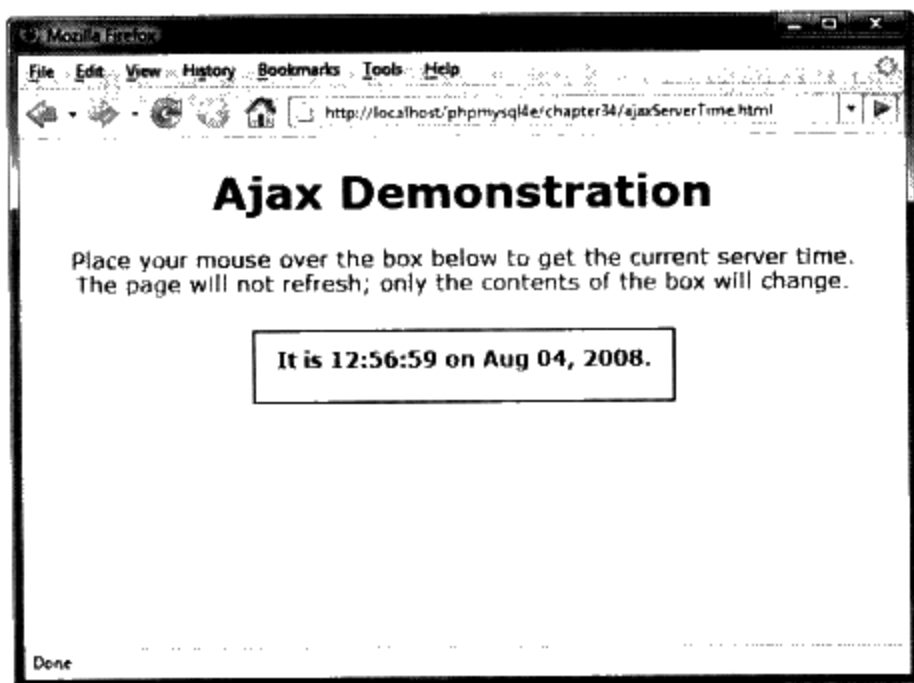 Mozilla Firefox
File Edit View History Bookmarks Tools Help
http://localhost/phpmysql4e/chapter34/ajaxServerTime.html
Ajax Demonstration
Place your mouse over the box below to get the current server time.
The page will not refresh; only the contents of the box will change.
It is 12:56:59 on Aug 04, 2008.
Done